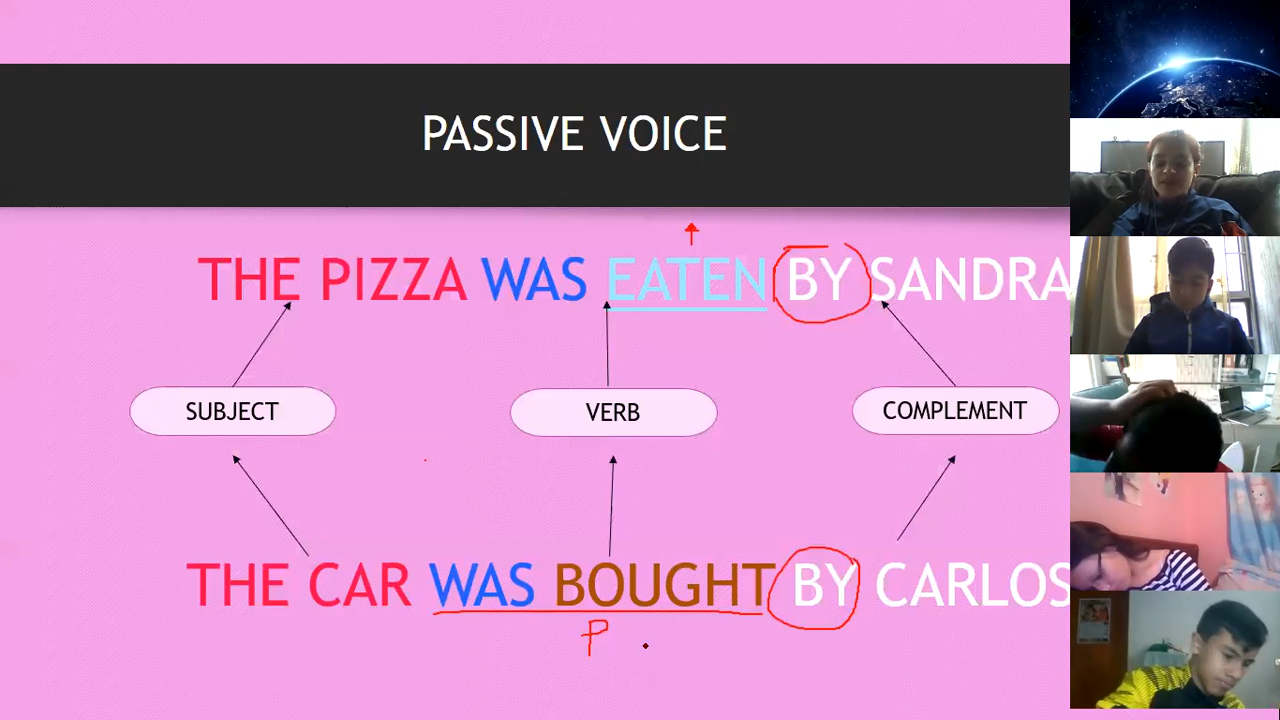 PASSIVE VOICE
THE PIZZA WAS EATEN BY SANDRA
SUBJECT VERB COMPLEMENT
THE CAR WAS BOUGHT BY CARLOS
P